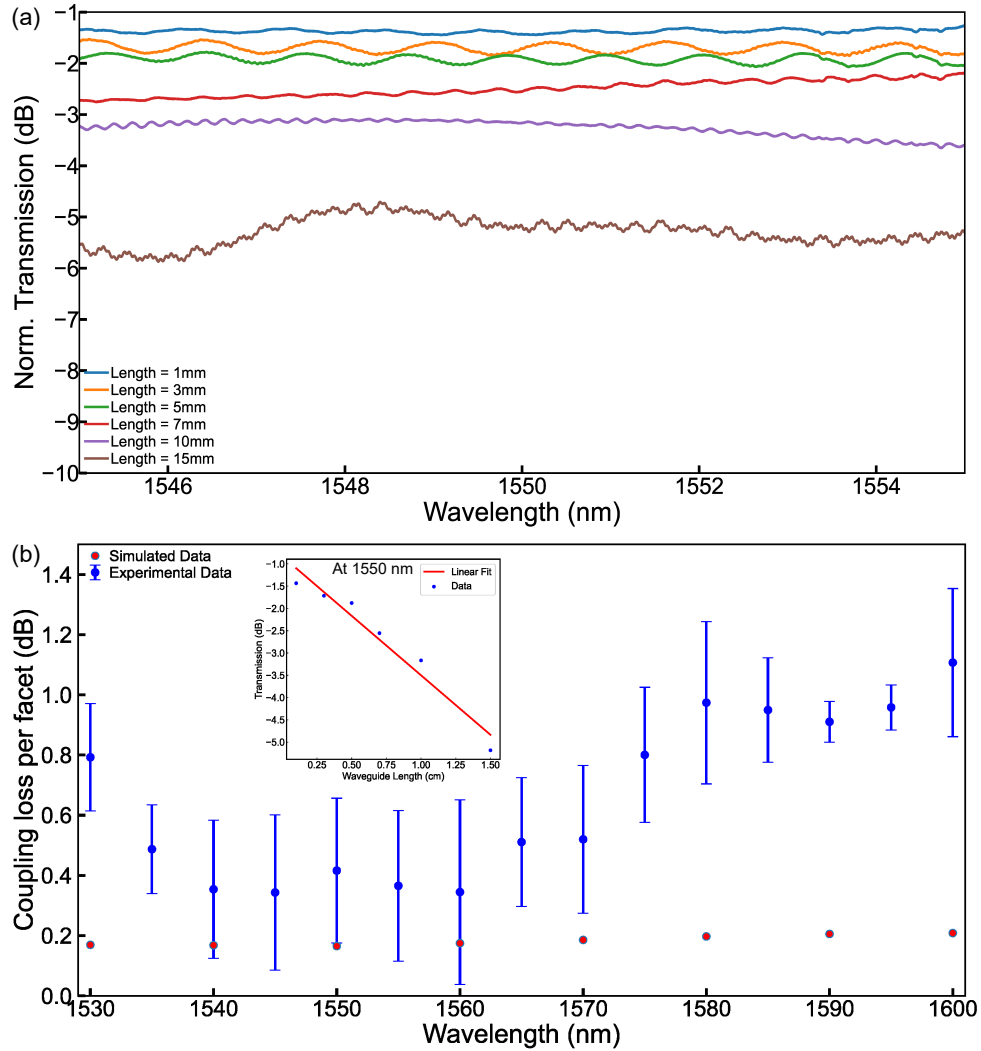 (a)
−1
−2
−3
−4
−5
−6
−7
−8
−9
−10
Norm. Transmission (dB)
Length = 1mm
Length = 3mm
Length = 5mm
Length = 7mm
Length = 10mm
Length = 15mm
1546 1548 1550 1552 1554
Wavelength (nm)
(b)
Simulated Data
Experimental Data
1.4
1.2
1.0
0.8
0.6
0.4
0.2
0.0
Coupling loss per facet (dB)
At 1550 nm
Linear Fit
Data
−1.0
−1.5
−2.0
−2.5
−3.0
−3.5
−4.0
−4.5
−5.0
Transmission (dB)
0.25 0.50 0.75 1.00 1.25 1.50
Waveguide Length (cm)
1530 1540 1550 1560 1570 1580 1590 1600
Wavelength (nm)